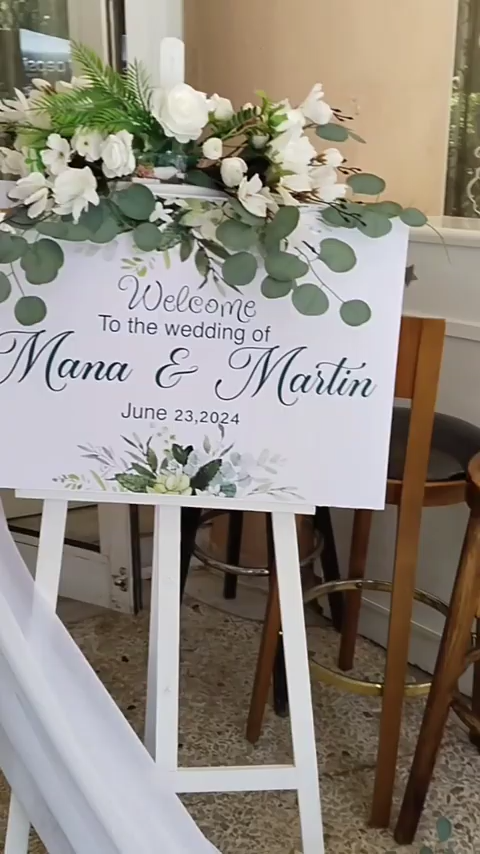 Welcome
To the wedding of
Mana & Martin
June 23,2024